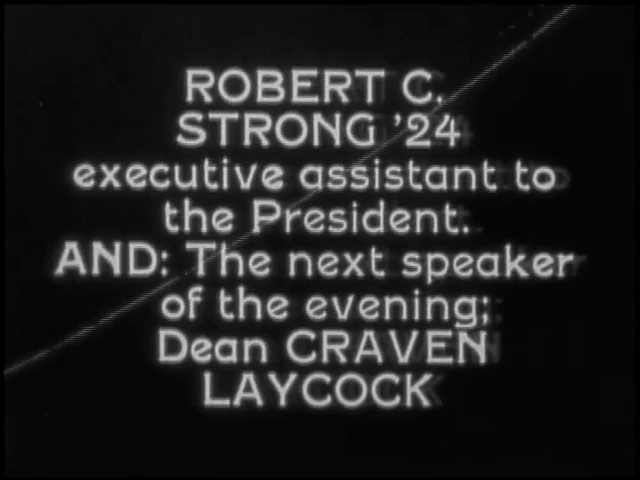 ROBERT C.
STRONG '24
executive assistant to
the President.
AND: The next speaker
of the evening;
Dean CRAVEN
LAYCOCK